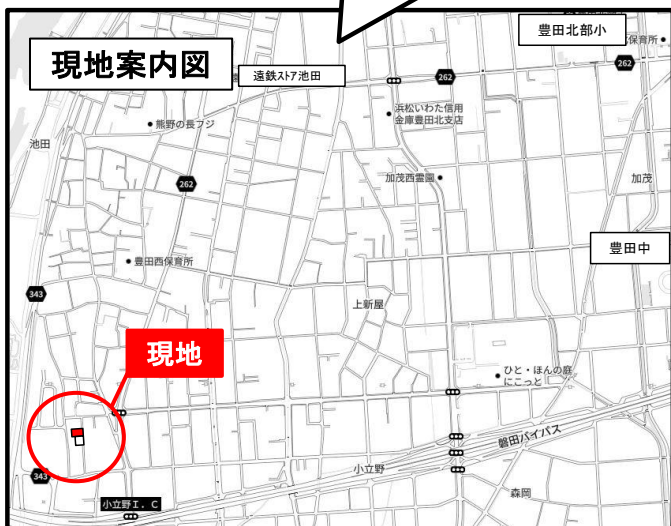 豊田北部小
保育所
現地案内図
遠鉄ｽﾄｱ池田
262
262
浜松いわた信用
金庫豊田北支店
熊野の長フジ
池田
262
加茂西霊園
加茂
豊田中
豊田西保育所
343
上新屋
現地
ひと・ほんの庭
にこっと
磐田バイパス
小立野
343
森岡
小立野Ｉ．Ｃ